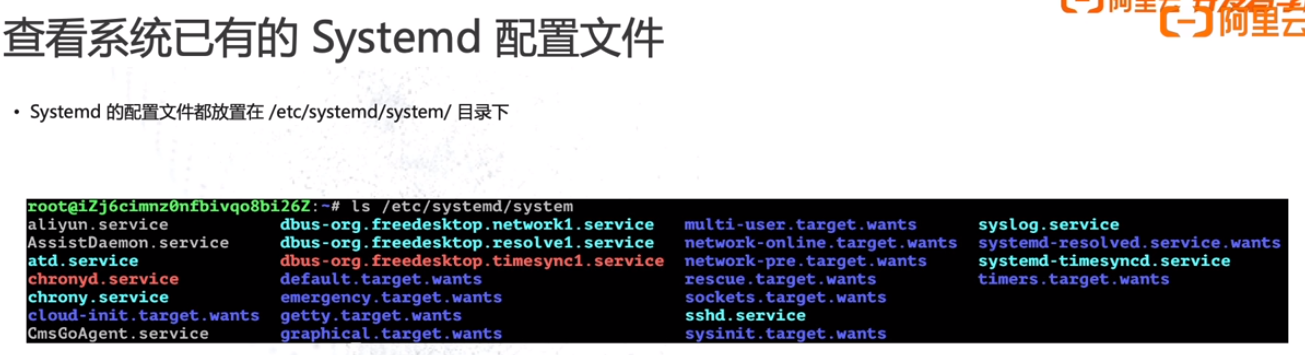 阿里云
查看系统已有的 Systemd 配置文件
阿里云
• Systemd 的配置文件都放置在 /etc/systemd/system/ 目录下
root@iZj6cimnz0nfbivqo8bi26Z:~# ls /etc/systemd/system
aliyun.service dbus-org.freedesktop.network1.service multi-user.target.wants syslog.service
AssistDaemon.service dbus-org.freedesktop.resolve1.service network-online.target.wants systemd-resolved.service.wants
atd.service dbus-org.freedesktop.timesync1.service network-pre.target.wants systemd-timesyncd.service
chronyd.service default.target.wants rescue.target.wants timers.target.wants
chrony.service emergency.target.wants sockets.target.wants
cloud-init.target.wants getty.target.wants sshd.service
CmsGoAgent.service graphical.target.wants sysinit.target.wants